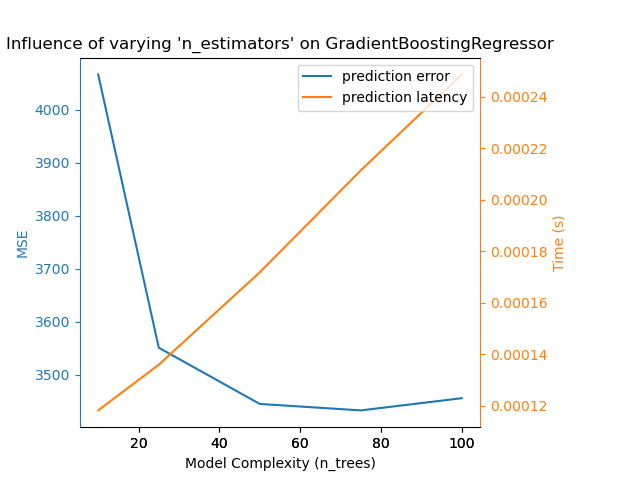 Influence of varying 'n_estimators' on GradientBoostingRegressor
prediction error
prediction latency
4000
3900
3800
3700
3600
3500
MSE
0.00024
0.00022
0.00020
0.00018
0.00016
0.00014
0.00012
Time (s)
20 40 60 80 100
Model Complexity (n_trees)